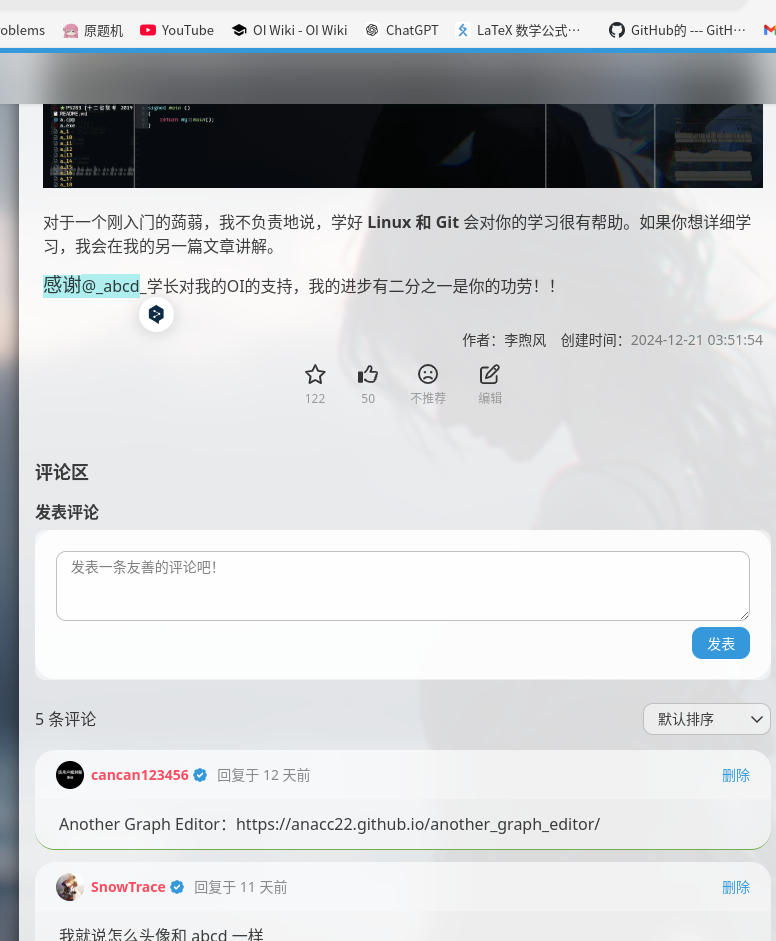 oblems 原题机 YouTube OI Wiki - OI Wiki ChatGPT LaTeX 数学公式… GitHub的 --- GitH…
README.md
a.cpp
a.exe
signed main ()
{
return my::main();
}
对于一个刚入门的蒟蒻，我不负责地说，学好 Linux 和 Git 会对你的学习很有帮助。如果你想详细学
习，我会在我的另一篇文章讲解。
感谢@_abcd_学长对我的OI的支持，我的进步有二分之一是你的功劳！！
作者：李煦风 创建时间：2024-12-21 03:51:54
122 50 不推荐 编辑
评论区
发表评论
发表一条友善的评论吧！
发表
5 条评论 默认排序
cancan123456 回复于 12 天前 删除
Another Graph Editor：https://anacc22.github.io/another_graph_editor/
SnowTrace 回复于 11 天前 删除
我就说怎么头像和 abcd 一样